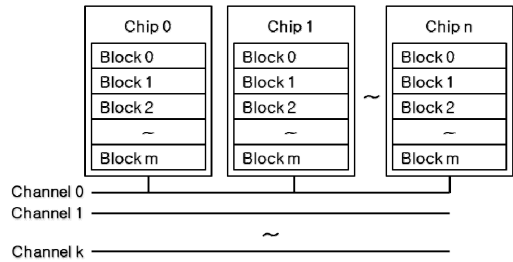 Chip 0 Chip 1 Chip n
Block 0 Block 0 Block 0
Block 1 Block 1 Block 1
Block 2 Block 2 Block 2
~ ~ ~ ~
Block m Block m Block m
Channel 0
Channel 1
~
Channel k